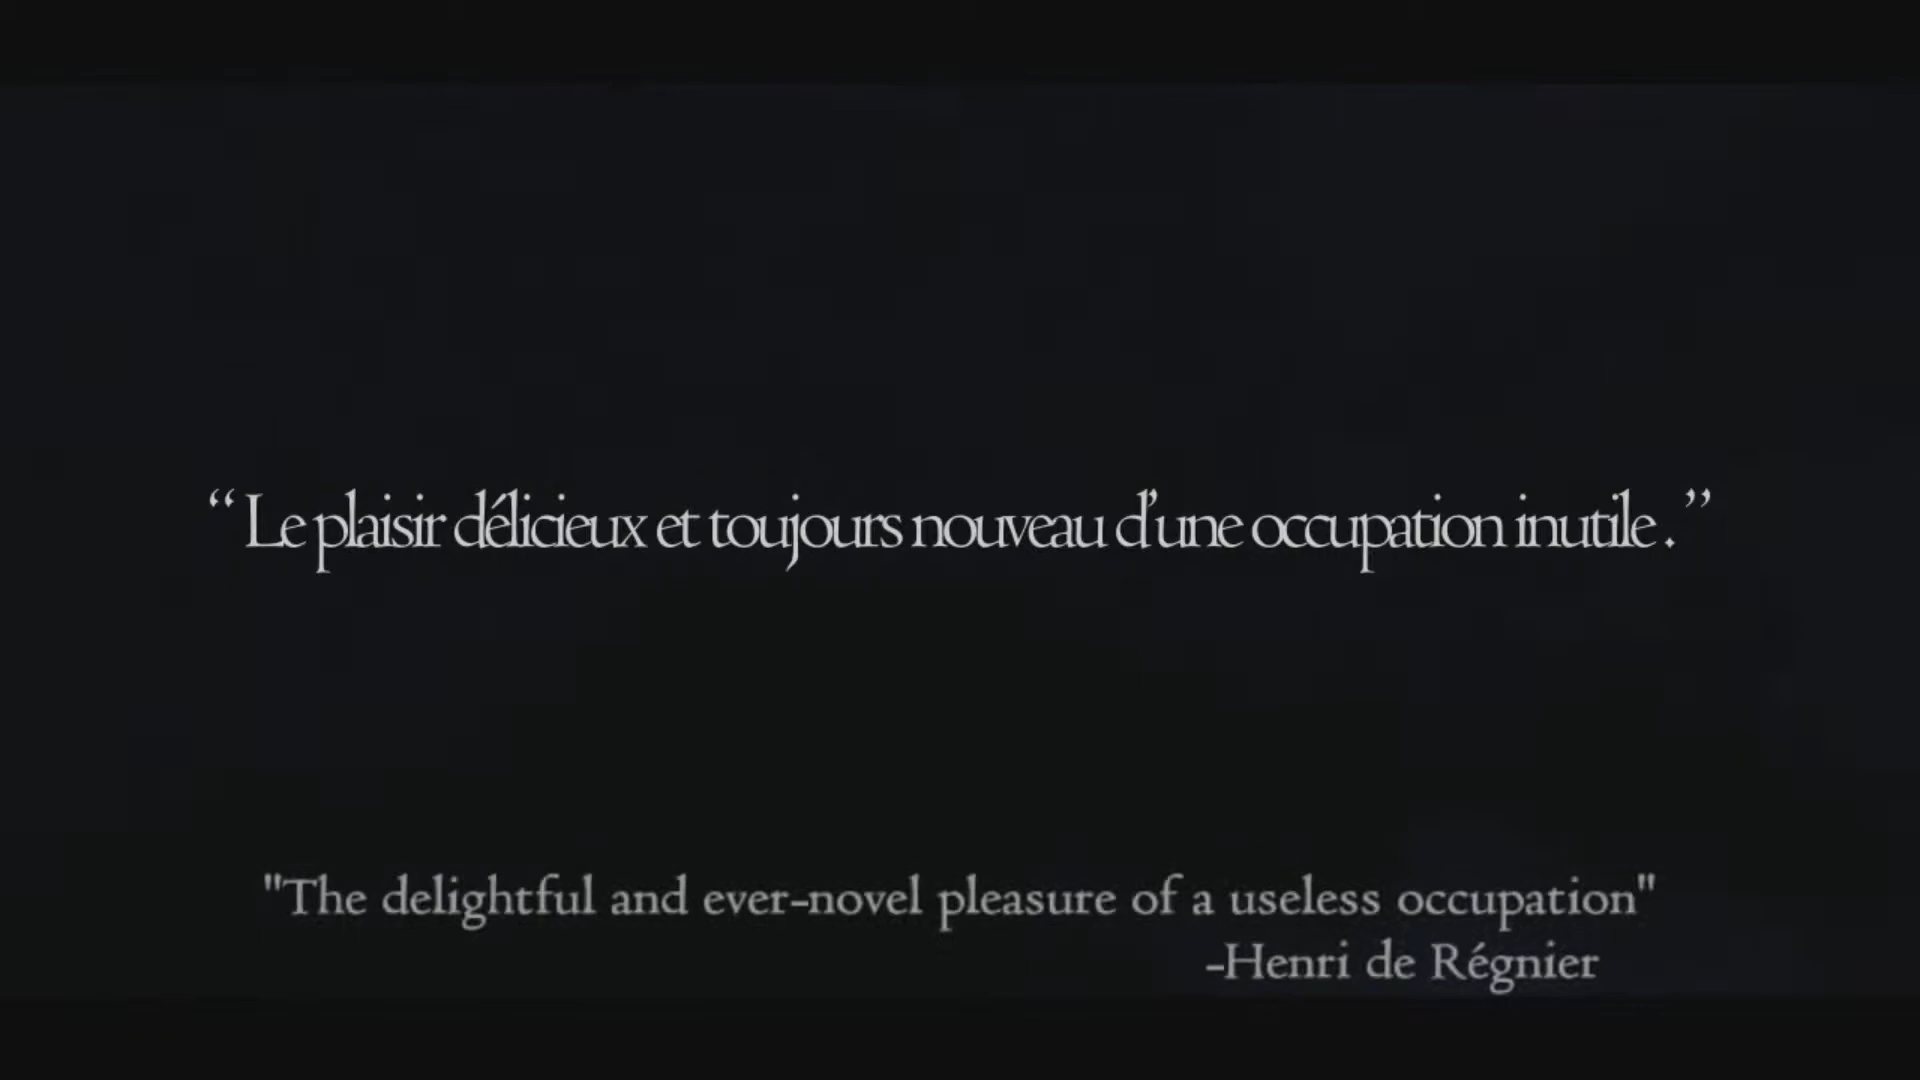 “Le plaisir délicieux et toujours nouveau d’une occupation inutile.”
"The delightful and ever-novel pleasure of a useless occupation"
-Henri de Régnier